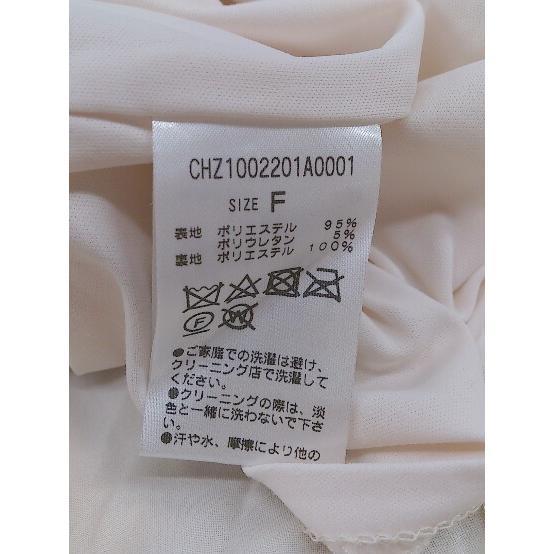 CHZ1002201A0001
SIZE F
表地 ポリエステル 95%
ポリウレタン 5%
裏地 ポリエステル 100%
F W
●ご家庭での洗濯は避け、
クリーニング店で洗濯して
ください。
●クリーニングの際は、淡
色と一緒に洗わないで下さ
い。
●汗や水、摩擦により他の